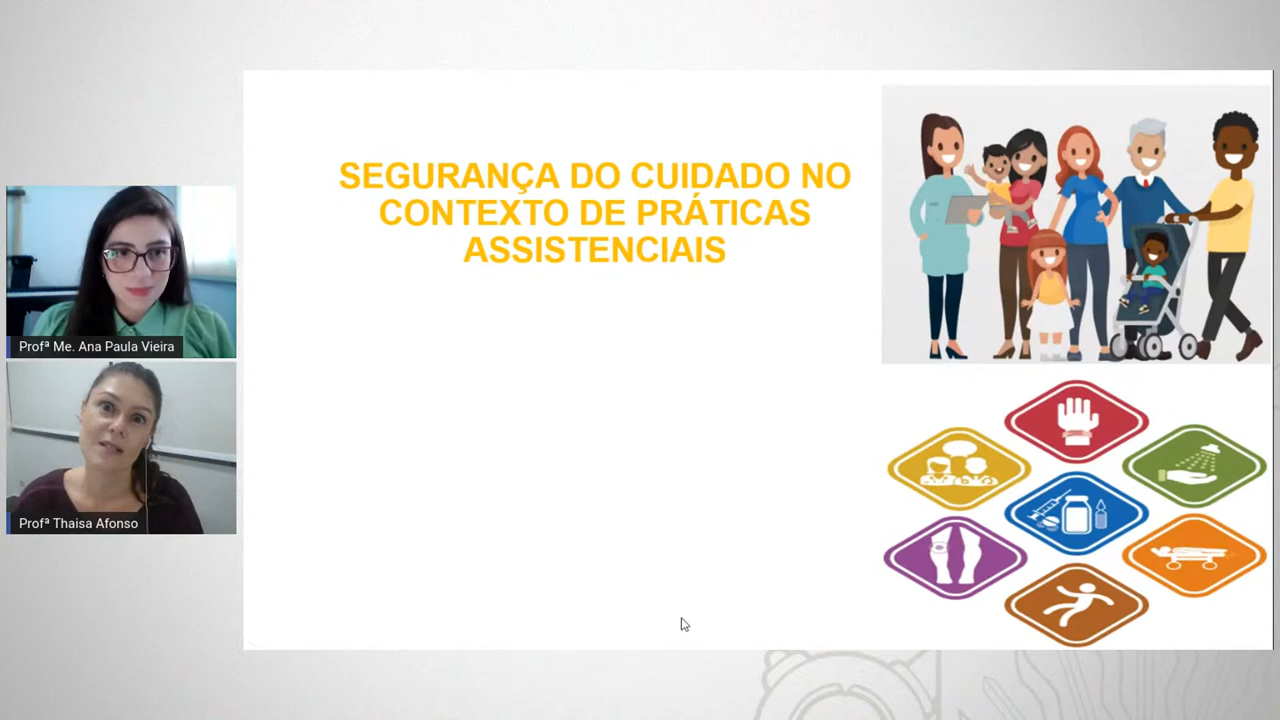 SEGURANÇA DO CUIDADO NO
CONTEXTO DE PRÁTICAS
ASSISTENCIAIS
Profª Me. Ana Paula Vieira
Profª Thaisa Afonso